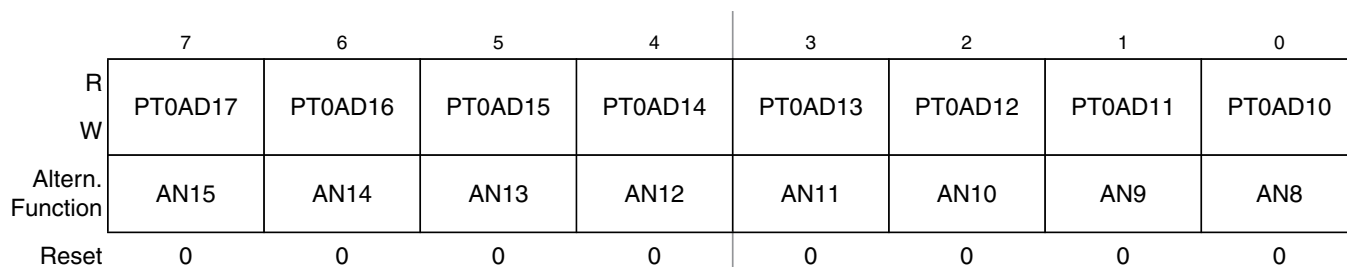 7 6 5 4 3 2 1 0
R
W
PT0AD17 PT0AD16 PT0AD15 PT0AD14 PT0AD13 PT0AD12 PT0AD11 PT0AD10
Altern.
Function
AN15 AN14 AN13 AN12 AN11 AN10 AN9 AN8
Reset 0 0 0 0 0 0 0 0